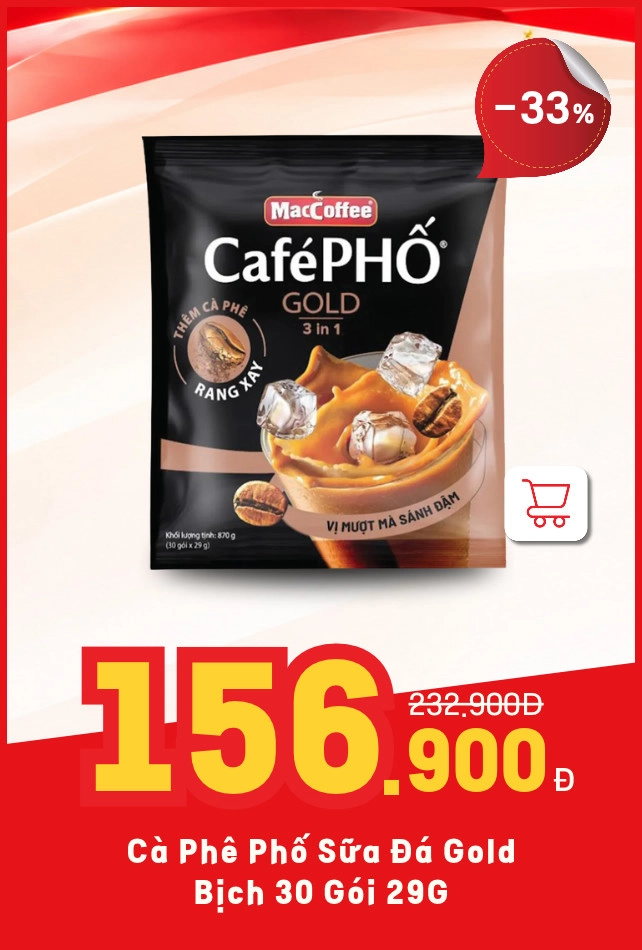 -33%
MacCoffee
CaféPHỐ®
GOLD
3 in 1
THÊM CÀ PHÊ
RANG XAY
VỊ MƯỢT MÀ SÁNH ĐẬM
Khối lượng tịnh: 870 g
(30 gói x 29 g)
232.900Đ
156.900Đ
Cà Phê Phố Sữa Đá Gold
Bịch 30 Gói 29G